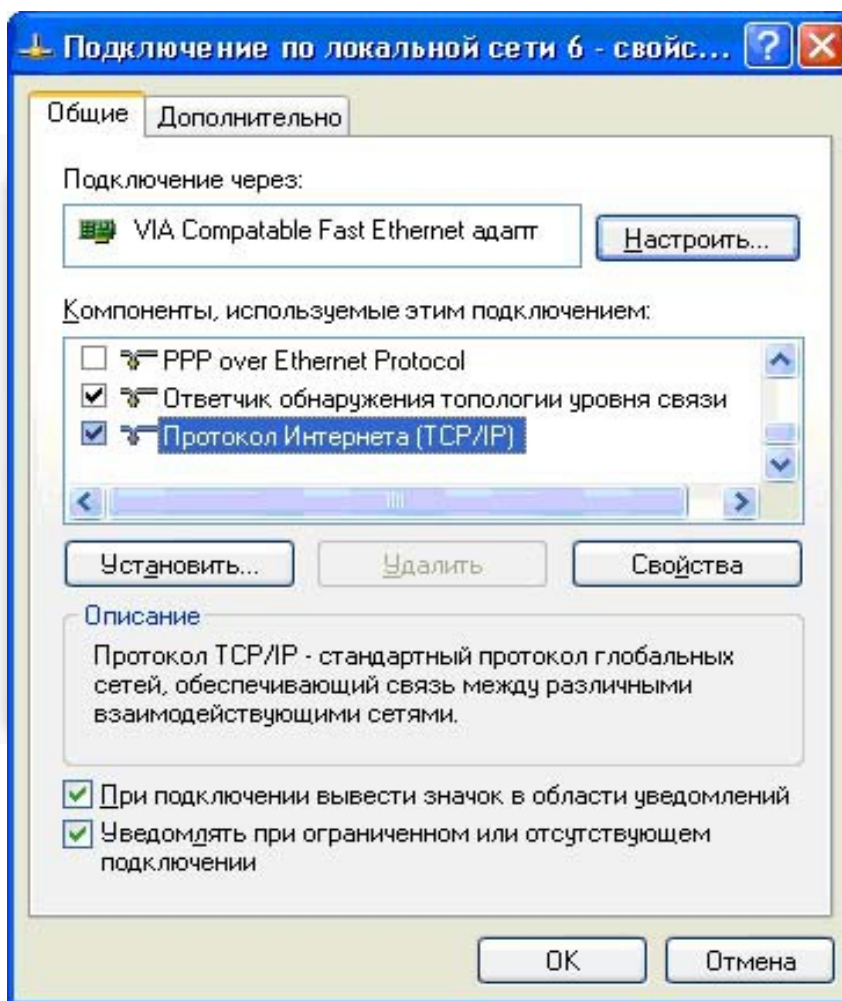 Подключение по локальной сети 6 - свойс...
Общие
Дополнительно
Подключение через:
VIA Compatable Fast Ethernet адапт
Настроить...
Компоненты, используемые этим подключением:
PPP over Ethernet Protocol
Ответчик обнаружения топологии уровня связи
Протокол Интернета (TCP/IP)
Установить...
Удалить
Свойства
Описание
Протокол TCP/IP - стандартный протокол глобальных
сетей, обеспечивающий связь между различными
взаимодействующими сетями.
При подключении вывести значок в области уведомлений
Уведомлять при ограниченном или отсутствующем
подключении
OK
Отмена